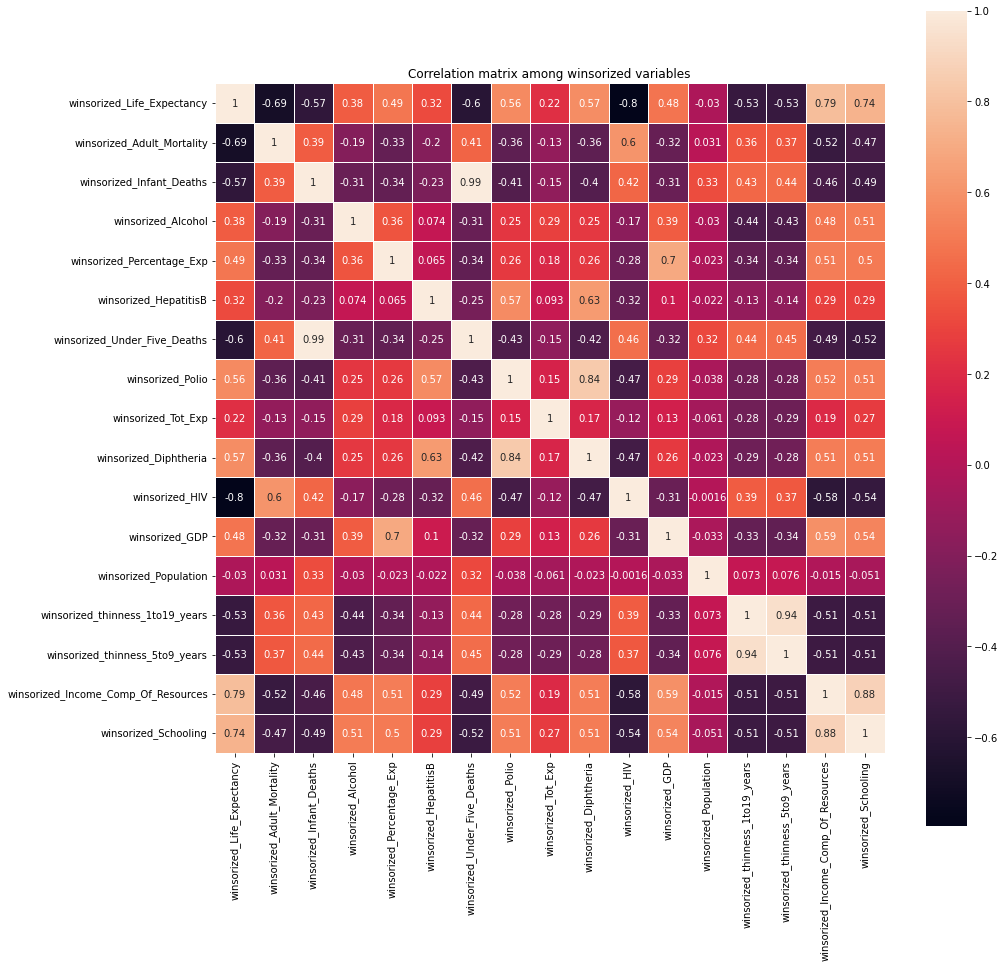 Correlation matrix among winsorized variables
winsorized_Life_Expectancy 1 -0.69 -0.57 0.38 0.49 0.32 -0.6 0.56 0.22 0.57 -0.8 0.48 -0.03 -0.53 -0.53 0.79 0.74
winsorized_Adult_Mortality -0.69 1 0.39 -0.19 -0.33 -0.2 0.41 -0.36 -0.13 -0.36 0.6 -0.32 0.031 0.36 0.37 -0.52 -0.47
winsorized_Infant_Deaths -0.57 0.39 1 -0.31 -0.34 -0.23 0.99 -0.41 -0.15 -0.4 0.42 -0.31 0.33 0.43 0.44 -0.46 -0.49
winsorized_Alcohol 0.38 -0.19 -0.31 1 0.36 0.074 -0.31 0.25 0.29 0.25 -0.17 0.39 -0.03 -0.44 -0.43 0.48 0.51
winsorized_Percentage_Exp 0.49 -0.33 -0.34 0.36 1 0.065 -0.34 0.26 0.18 0.26 -0.28 0.7 -0.023 -0.34 -0.34 0.51 0.5
winsorized_HepatitisB 0.32 -0.2 -0.23 0.074 0.065 1 -0.25 0.57 0.093 0.63 -0.32 0.1 -0.022 -0.13 -0.14 0.29 0.29
winsorized_Under_Five_Deaths -0.6 0.41 0.99 -0.31 -0.34 -0.25 1 -0.43 -0.15 -0.42 0.46 -0.32 0.32 0.44 0.45 -0.49 -0.52
winsorized_Polio 0.56 -0.36 -0.41 0.25 0.26 0.57 -0.43 1 0.15 0.84 -0.47 0.29 -0.038 -0.28 -0.28 0.52 0.51
winsorized_Tot_Exp 0.22 -0.13 -0.15 0.29 0.18 0.093 -0.15 0.15 1 0.17 -0.12 0.13 -0.061 -0.28 -0.29 0.19 0.27
winsorized_Diphtheria 0.57 -0.36 -0.4 0.25 0.26 0.63 -0.42 0.84 0.17 1 -0.47 0.26 -0.023 -0.29 -0.28 0.51 0.51
winsorized_HIV -0.8 0.6 0.42 -0.17 -0.28 -0.32 0.46 -0.47 -0.12 -0.47 1 -0.31 -0.0016 0.39 0.37 -0.58 -0.54
winsorized_GDP 0.48 -0.32 -0.31 0.39 0.7 0.1 -0.32 0.29 0.13 0.26 -0.31 1 -0.033 -0.33 -0.34 0.59 0.54
winsorized_Population -0.03 0.031 0.33 -0.03 -0.023 -0.022 0.32 -0.038 -0.061 -0.023 -0.0016 -0.033 1 0.073 0.076 -0.015 -0.051
winsorized_thinness_1to19_years -0.53 0.36 0.43 -0.44 -0.34 -0.13 0.44 -0.28 -0.28 -0.29 0.39 -0.33 0.073 1 0.94 -0.51 -0.51
winsorized_thinness_5to9_years -0.53 0.37 0.44 -0.43 -0.34 -0.14 0.45 -0.28 -0.29 -0.28 0.37 -0.34 0.076 0.94 1 -0.51 -0.51
winsorized_Income_Comp_Of_Resources 0.79 -0.52 -0.46 0.48 0.51 0.29 -0.49 0.52 0.19 0.51 -0.58 0.59 -0.015 -0.51 -0.51 1 0.88
winsorized_Schooling 0.74 -0.47 -0.49 0.51 0.5 0.29 -0.52 0.51 0.27 0.51 -0.54 0.54 -0.051 -0.51 -0.51 0.88 1
winsorized_Life_Expectancy
winsorized_Adult_Mortality
winsorized_Infant_Deaths
winsorized_Alcohol
winsorized_Percentage_Exp
winsorized_HepatitisB
winsorized_Under_Five_Deaths
winsorized_Polio
winsorized_Tot_Exp
winsorized_Diphtheria
winsorized_HIV
winsorized_GDP
winsorized_Population
winsorized_thinness_1to19_years
winsorized_thinness_5to9_years
winsorized_Income_Comp_Of_Resources
winsorized_Schooling
1.0
0.8
0.6
0.4
0.2
0.0
−0.2
−0.4
−0.6